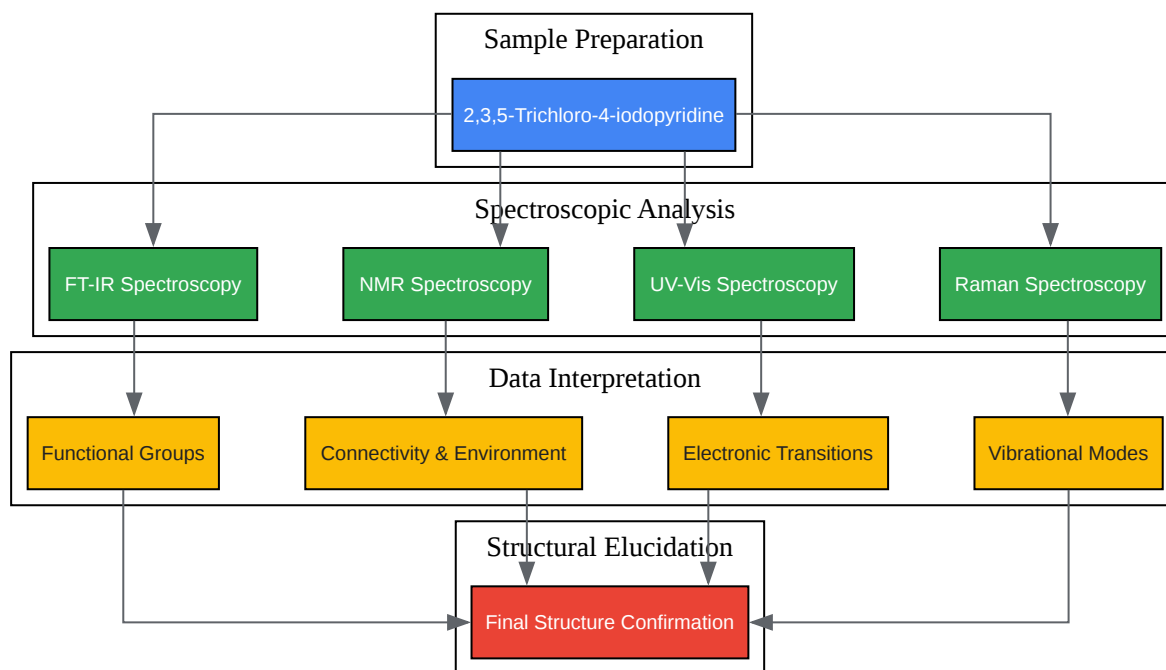 Sample Preparation
2,3,5-Trichloro-4-iodopyridine
Spectroscopic Analysis
FT-IR Spectroscopy
NMR Spectroscopy
UV-Vis Spectroscopy
Raman Spectroscopy
Data Interpretation
Functional Groups
Connectivity & Environment
Electronic Transitions
Vibrational Modes
Structural Elucidation
Final Structure Confirmation